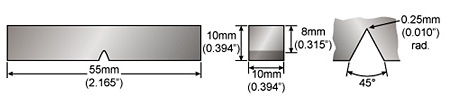 55mm
(2.165")
10mm
(0.394")
10mm
(0.394")
8mm
(0.315")
0.25mm
(0.010")
rad.
45°